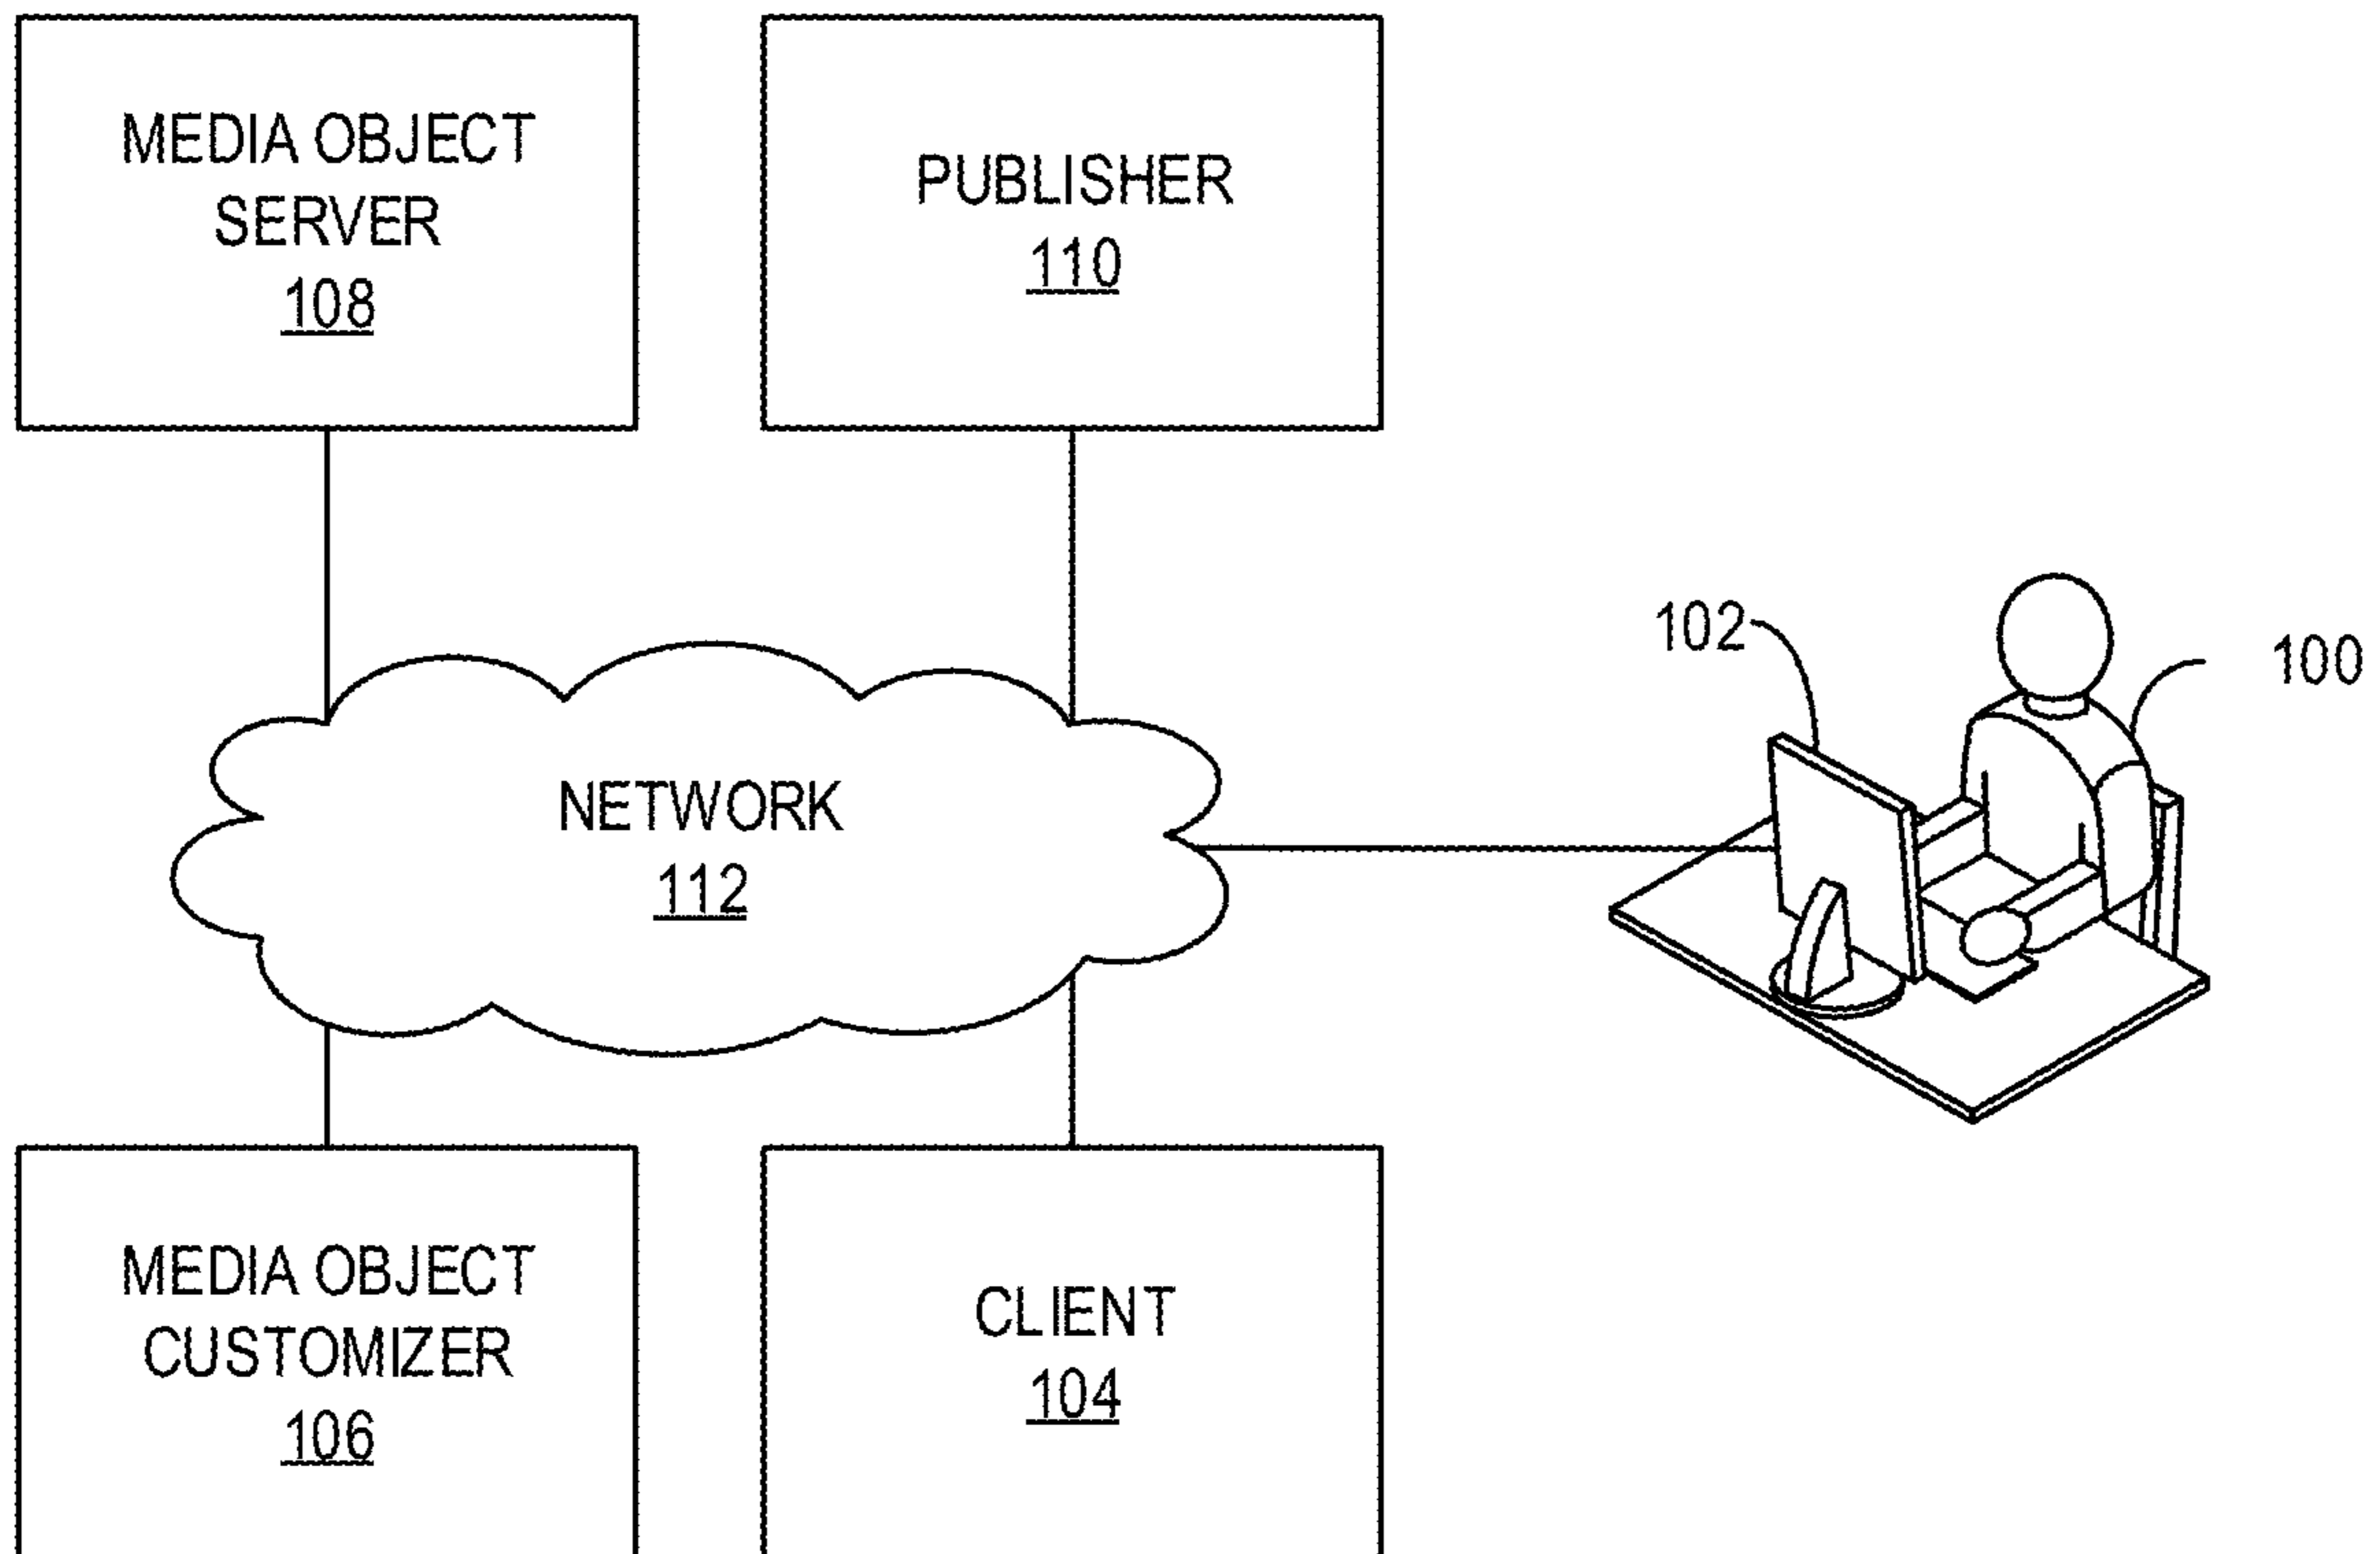 MEDIA OBJECT
SERVER
108
PUBLISHER
110
102
100
NETWORK
112
MEDIA OBJECT
CUSTOMIZER
106
CLIENT
104